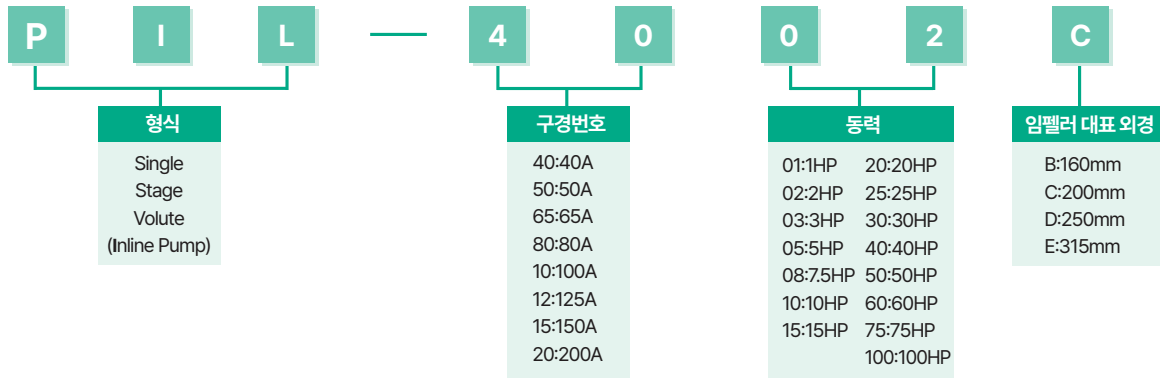 P I L — 4 0 0 2 C
형식
Single
Stage
Volute
(Inline Pump)
구경번호
40:40A
50:50A
65:65A
80:80A
10:100A
12:125A
15:150A
20:200A
동력
01:1HP 20:20HP
02:2HP 25:25HP
03:3HP 30:30HP
05:5HP 40:40HP
08:7.5HP 50:50HP
10:10HP 60:60HP
15:15HP 75:75HP
100:100HP
임펠러 대표 외경
B:160mm
C:200mm
D:250mm
E:315mm